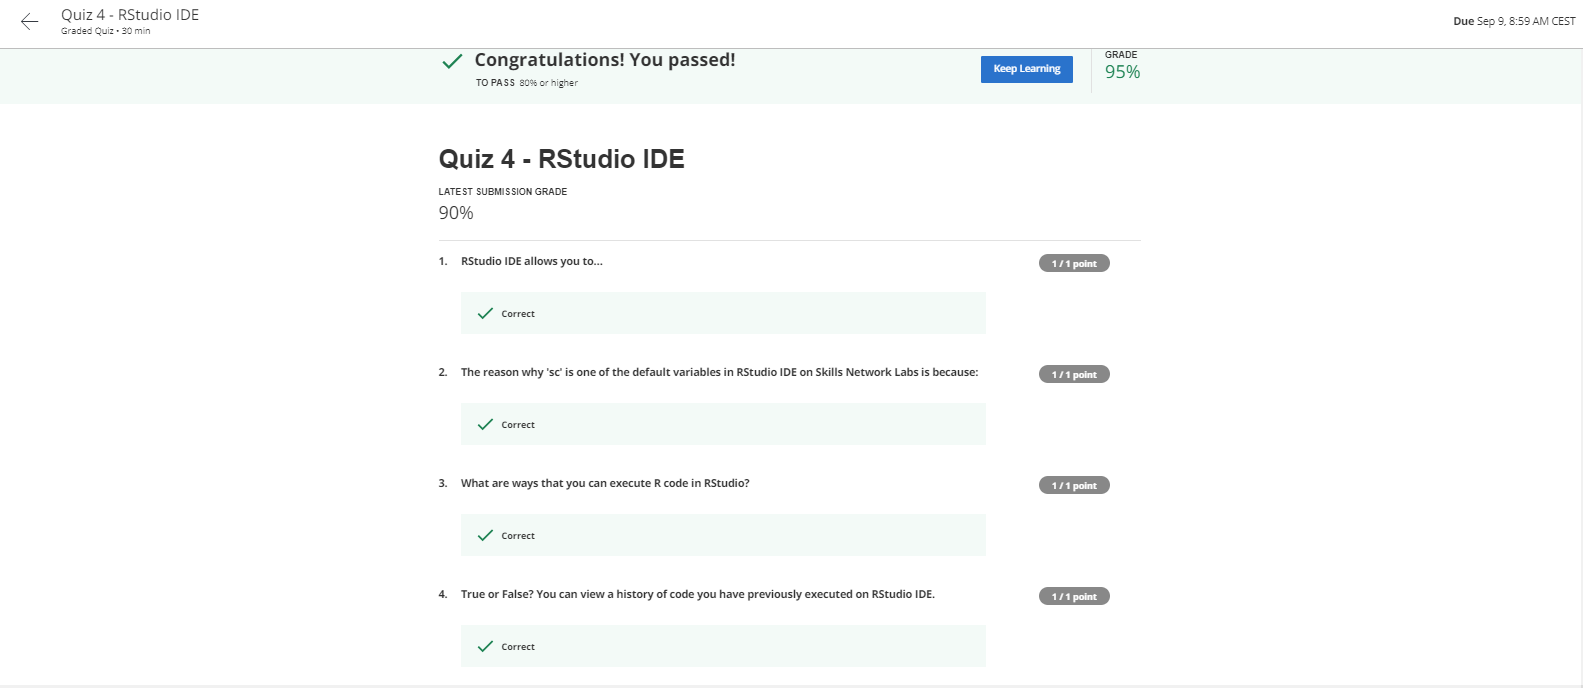 Quiz 4 - RStudio IDE
Graded Quiz • 30 min
Due Sep 9, 8:59 AM CEST
Congratulations! You passed!
TO PASS 80% or higher
Keep Learning
GRADE
95%
Quiz 4 - RStudio IDE
LATEST SUBMISSION GRADE
90%
1. RStudio IDE allows you to...
1 / 1 point
Correct
2. The reason why 'sc' is one of the default variables in RStudio IDE on Skills Network Labs is because:
1 / 1 point
Correct
3. What are ways that you can execute R code in RStudio?
1 / 1 point
Correct
4. True or False? You can view a history of code you have previously executed on RStudio IDE.
1 / 1 point
Correct